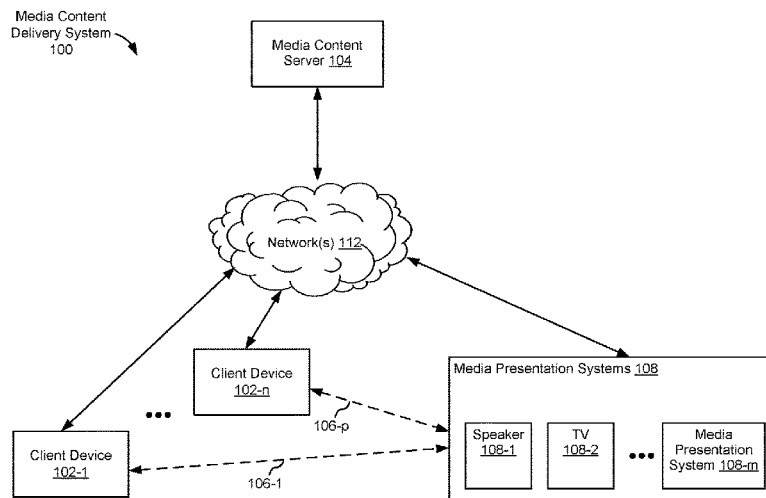 Media Content
Delivery System
100
Media Content
Server 104
Network(s) 112
Client Device
102-n
Media Presentation Systems 108
106-p
Speaker
108-1
TV
108-2
Media
Presentation
System 108-m
Client Device
102-1
106-1